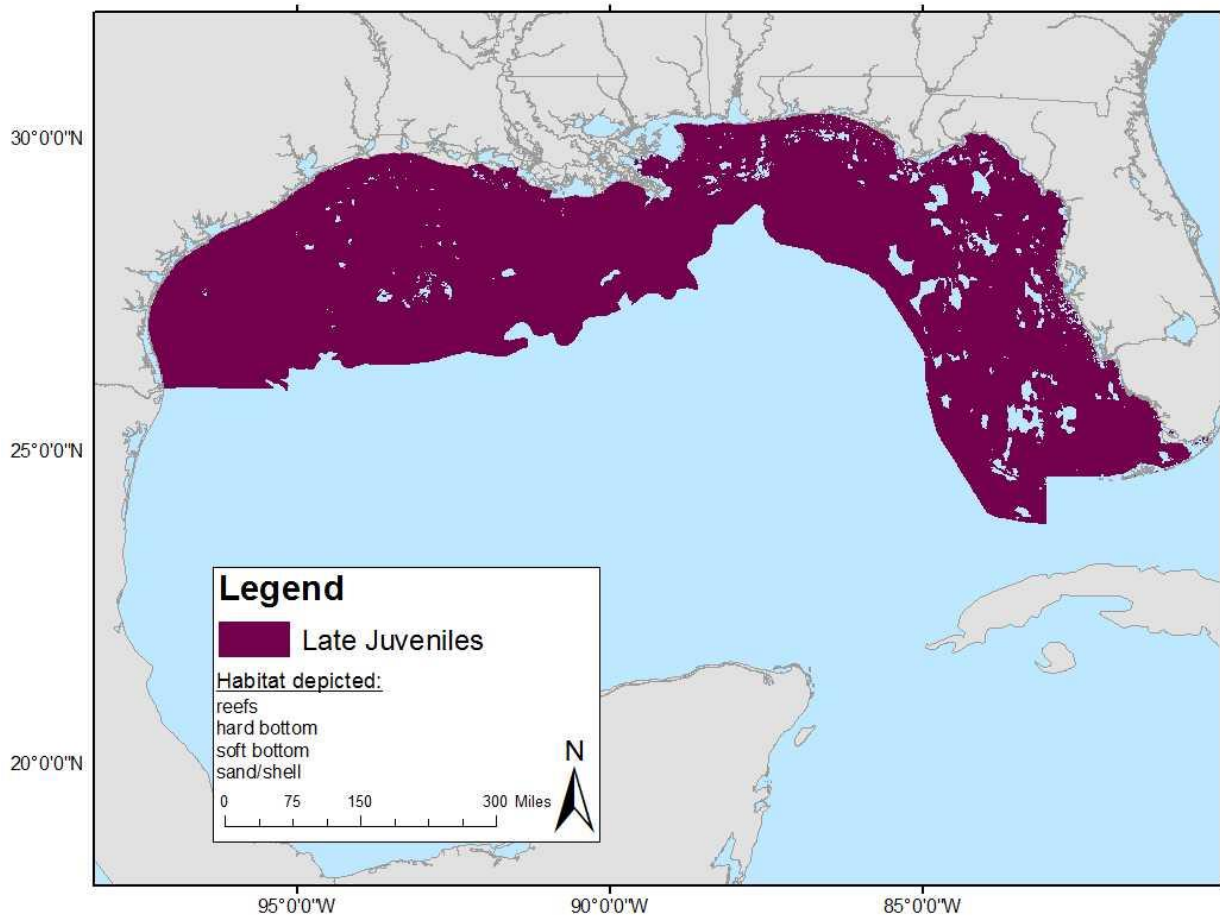 30°0'0"N
25°0'0"N
20°0'0"N
Legend
Late Juveniles
Habitat depicted:
reefs
hard bottom
soft bottom
sand/shell
N
0 75 150 300 Miles
95°0'0"W 90°0'0"W 85°0'0"W